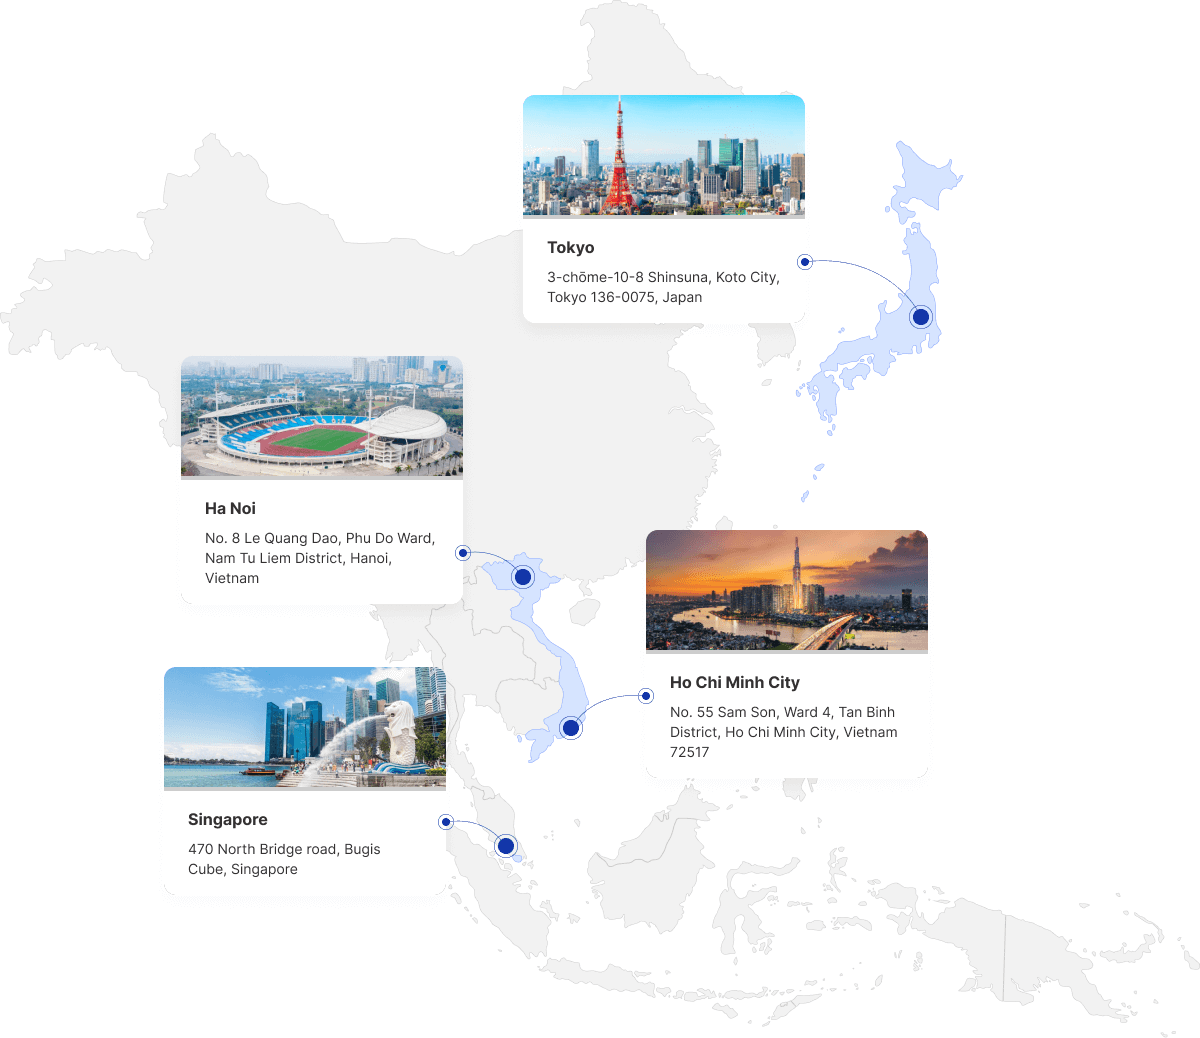 Tokyo
3-chōme-10-8 Shinsuna, Koto City,
Tokyo 136-0075, Japan
Ha Noi
No. 8 Le Quang Dao, Phu Do Ward,
Nam Tu Liem District, Hanoi,
Vietnam
Ho Chi Minh City
No. 55 Sam Son, Ward 4, Tan Binh
District, Ho Chi Minh City, Vietnam
72517
Singapore
470 North Bridge road, Bugis
Cube, Singapore